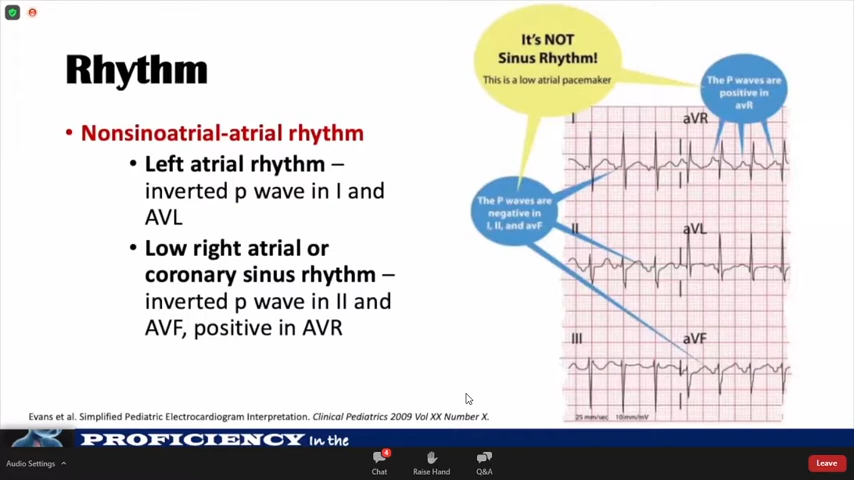 Rhythm
• Nonsinoatrial-atrial rhythm
• Left atrial rhythm –
inverted p wave in I and
AVL
• Low right atrial or
coronary sinus rhythm –
inverted p wave in II and
AVF, positive in AVR
It's NOT
Sinus Rhythm!
This is a low atrial pacemaker
The P waves are
positive in
avR
The P waves are
negative in
I, II, and avF
I
aVR
II
aVL
III
aVF
25 mm/sec 10 mm/mV
Evans et al. Simplified Pediatric Electrocardiogram Interpretation. Clinical Pediatrics 2009 Vol XX Number X.
PROFICIENCY In the
Audio Settings
4
Chat
Raise Hand
Q&A
Leave